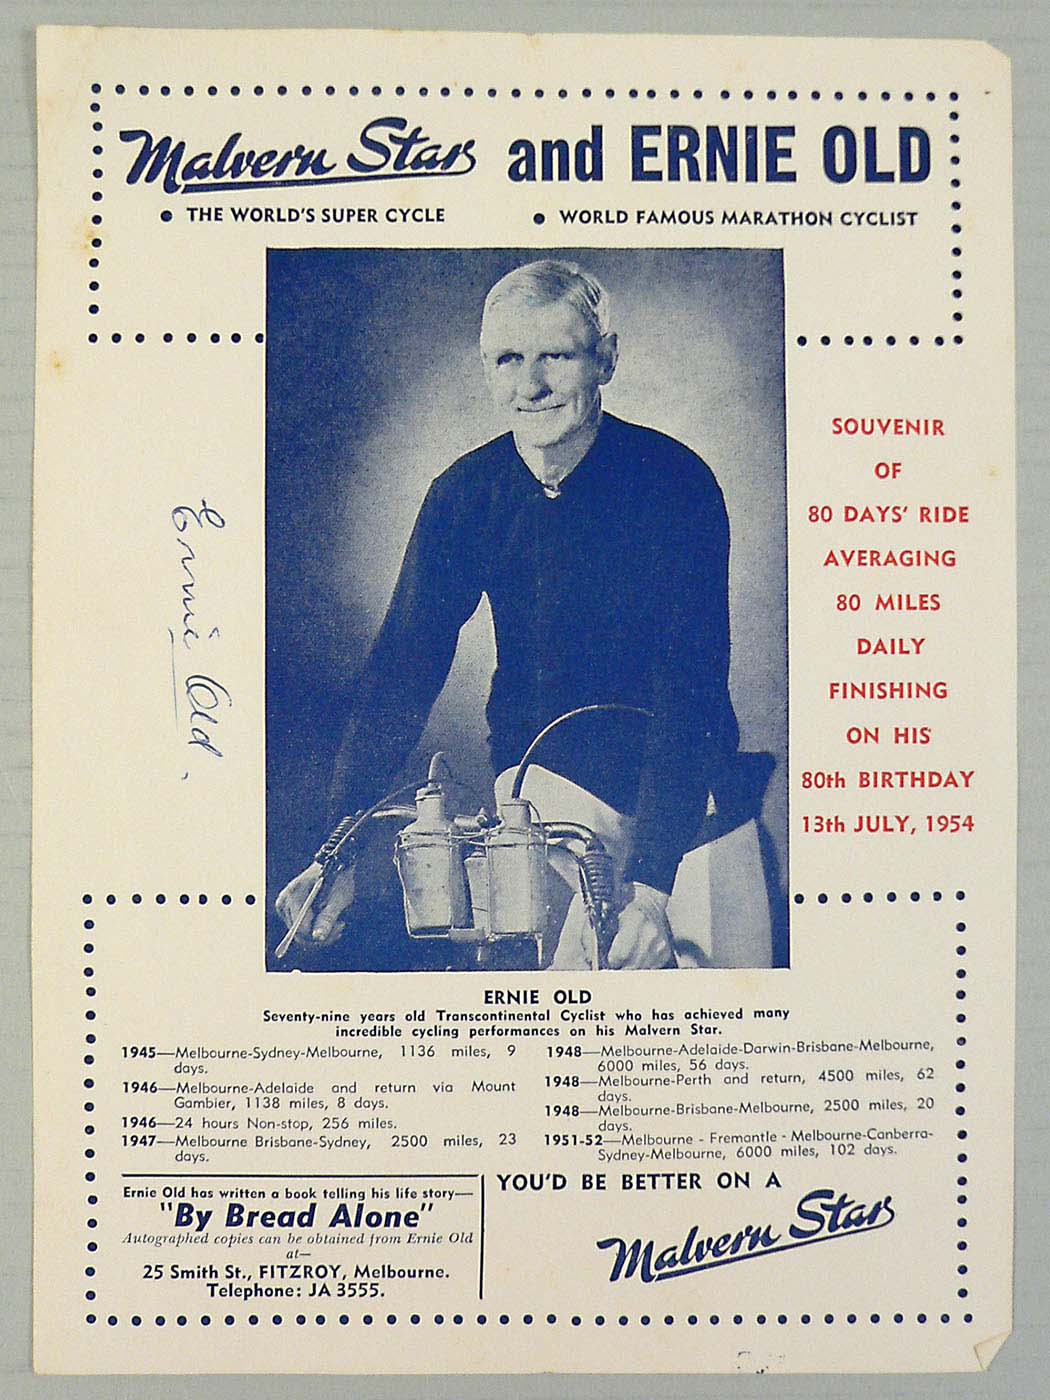 Malvern Star and ERNIE OLD
• THE WORLD'S SUPER CYCLE
• WORLD FAMOUS MARATHON CYCLIST
SOUVENIR
OF
80 DAYS' RIDE
AVERAGING
80 MILES
DAILY
FINISHING
ON HIS
80th BIRTHDAY
13th JULY, 1954
Ernie Old.
ERNIE OLD
Seventy-nine years old Transcontinental Cyclist who has achieved many
incredible cycling performances on his Malvern Star.
1945—Melbourne-Sydney-Melbourne, 1136 miles, 9
days.
1946—Melbourne-Adelaide and return via Mount
Gambier, 1138 miles, 8 days.
1946—24 hours Non-stop, 256 miles.
1947—Melbourne Brisbane-Sydney, 2500 miles, 23
days.
1948—Melbourne-Adelaide-Darwin-Brisbane-Melbourne,
6000 miles, 56 days.
1948—Melbourne-Perth and return, 4500 miles, 62
days.
1948—Melbourne-Brisbane-Melbourne, 2500 miles, 20
days.
1951-52—Melbourne - Fremantle - Melbourne-Canberra-
Sydney-Melbourne, 6000 miles, 102 days.
Ernie Old has written a book telling his life story—
"By Bread Alone"
Autographed copies can be obtained from Ernie Old
at—
25 Smith St., FITZROY, Melbourne.
Telephone: JA 3555.
YOU'D BE BETTER ON A
Malvern Star